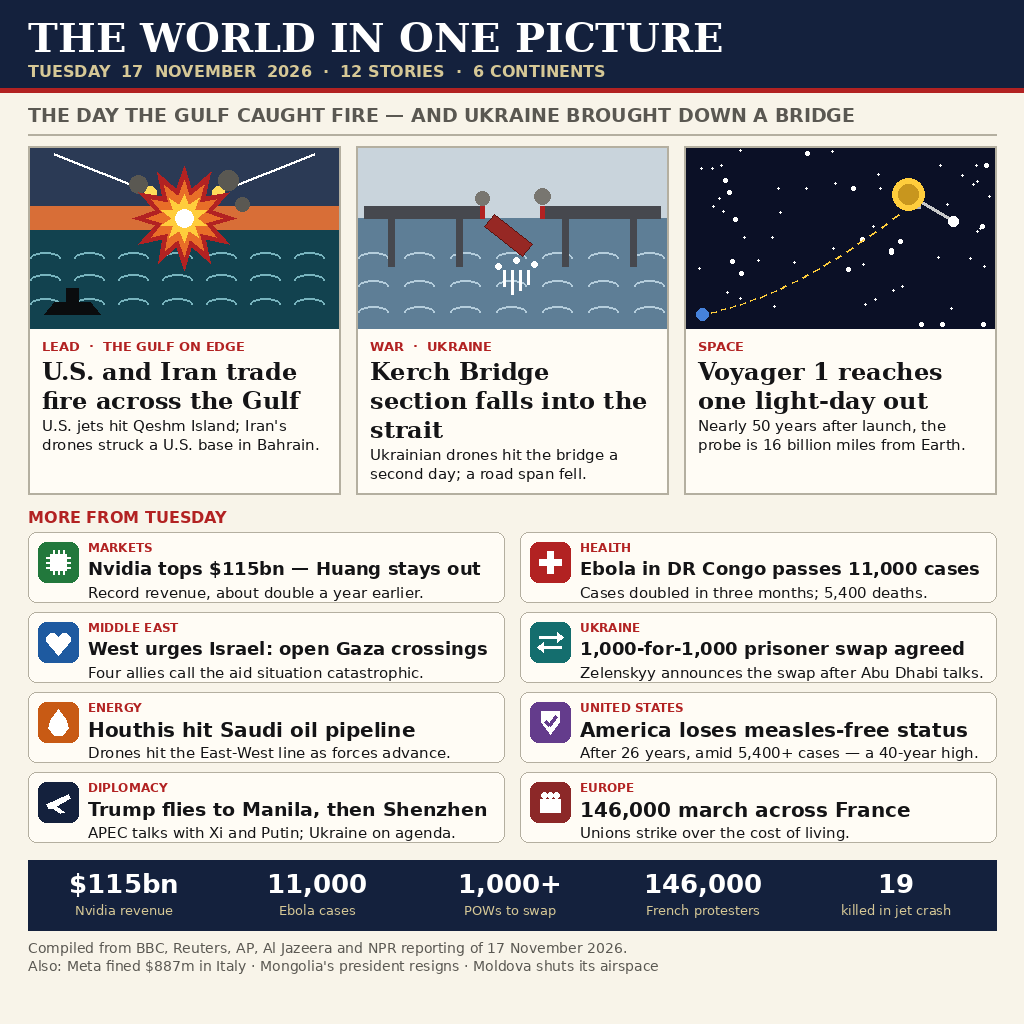 THE WORLD IN ONE PICTURE
TUESDAY 17 NOVEMBER 2026 · 12 STORIES · 6 CONTINENTS
THE DAY THE GULF CAUGHT FIRE — AND UKRAINE BROUGHT DOWN A BRIDGE
LEAD · THE GULF ON EDGE
U.S. and Iran trade
fire across the Gulf
U.S. jets hit Qeshm Island; Iran's
drones struck a U.S. base in Bahrain.
WAR · UKRAINE
Kerch Bridge
section falls into the
strait
Ukrainian drones hit the bridge a
second day; a road span fell.
SPACE
Voyager 1 reaches
one light-day out
Nearly 50 years after launch, the
probe is 16 billion miles from Earth.
MORE FROM TUESDAY
MARKETS
Nvidia tops $115bn — Huang stays out
Record revenue, about double a year earlier.
HEALTH
Ebola in DR Congo passes 11,000 cases
Cases doubled in three months; 5,400 deaths.
MIDDLE EAST
West urges Israel: open Gaza crossings
Four allies call the aid situation catastrophic.
UKRAINE
1,000-for-1,000 prisoner swap agreed
Zelenskyy announces the swap after Abu Dhabi talks.
ENERGY
Houthis hit Saudi oil pipeline
Drones hit the East-West line as forces advance.
UNITED STATES
America loses measles-free status
After 26 years, amid 5,400+ cases — a 40-year high.
DIPLOMACY
Trump flies to Manila, then Shenzhen
APEC talks with Xi and Putin; Ukraine on agenda.
EUROPE
146,000 march across France
Unions strike over the cost of living.
$115bn
Nvidia revenue
11,000
Ebola cases
1,000+
POWs to swap
146,000
French protesters
19
killed in jet crash
Compiled from BBC, Reuters, AP, Al Jazeera and NPR reporting of 17 November 2026.
Also: Meta fined $887m in Italy · Mongolia's president resigns · Moldova shuts its airspace